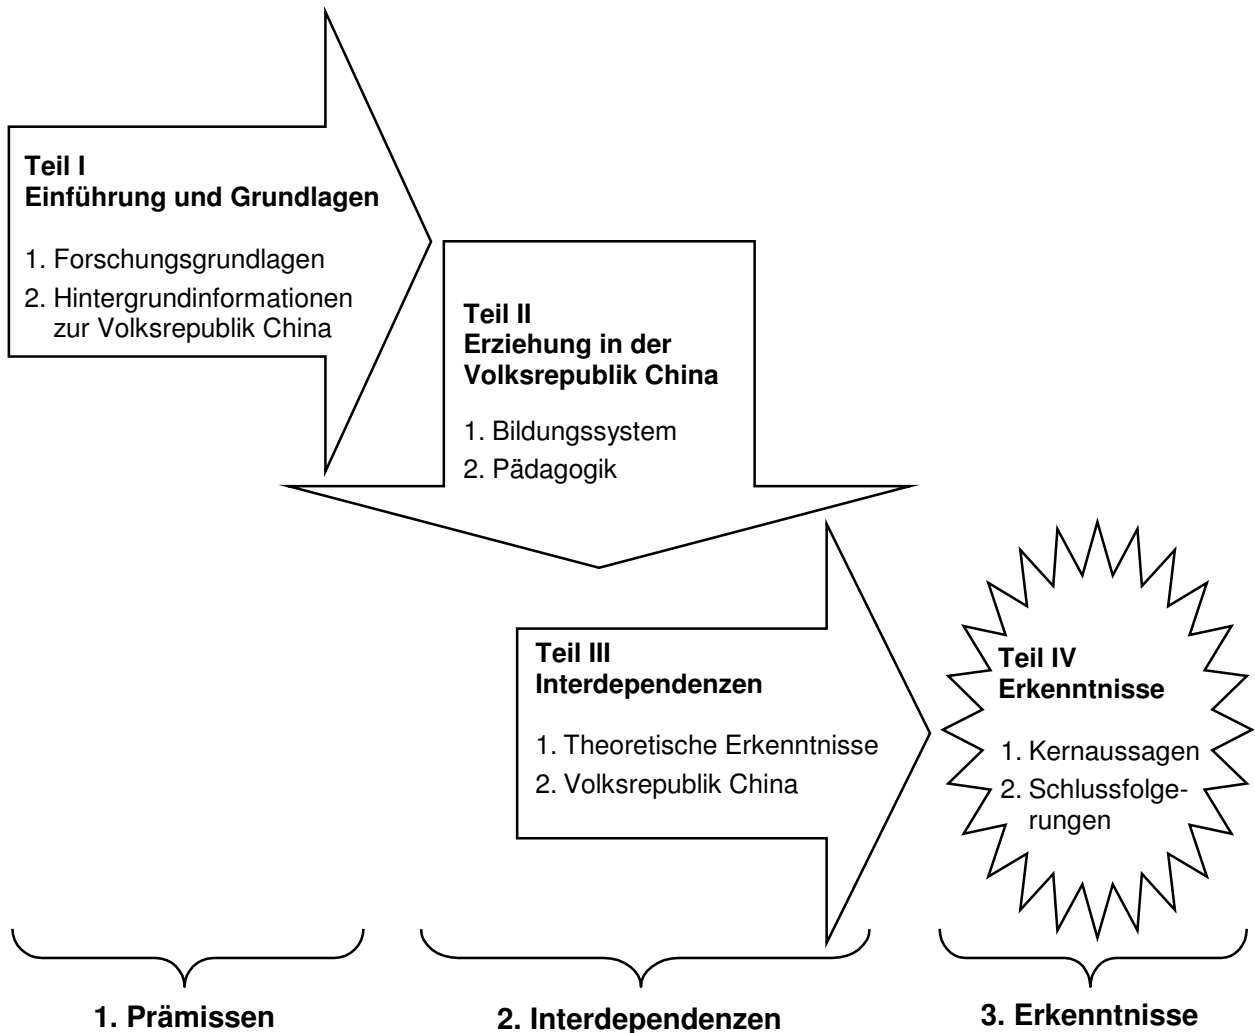 Teil I
Einführung und Grundlagen
1. Forschungsgrundlagen
2. Hintergrundinformationen
zur Volksrepublik China
Teil II
Erziehung in der
Volksrepublik China
1. Bildungssystem
2. Pädagogik
Teil III
Interdependenzen
1. Theoretische Erkenntnisse
2. Volksrepublik China
Teil IV
Erkenntnisse
1. Kernaussagen
2. Schlussfolge-
rungen
1. Prämissen
2. Interdependenzen
3. Erkenntnisse